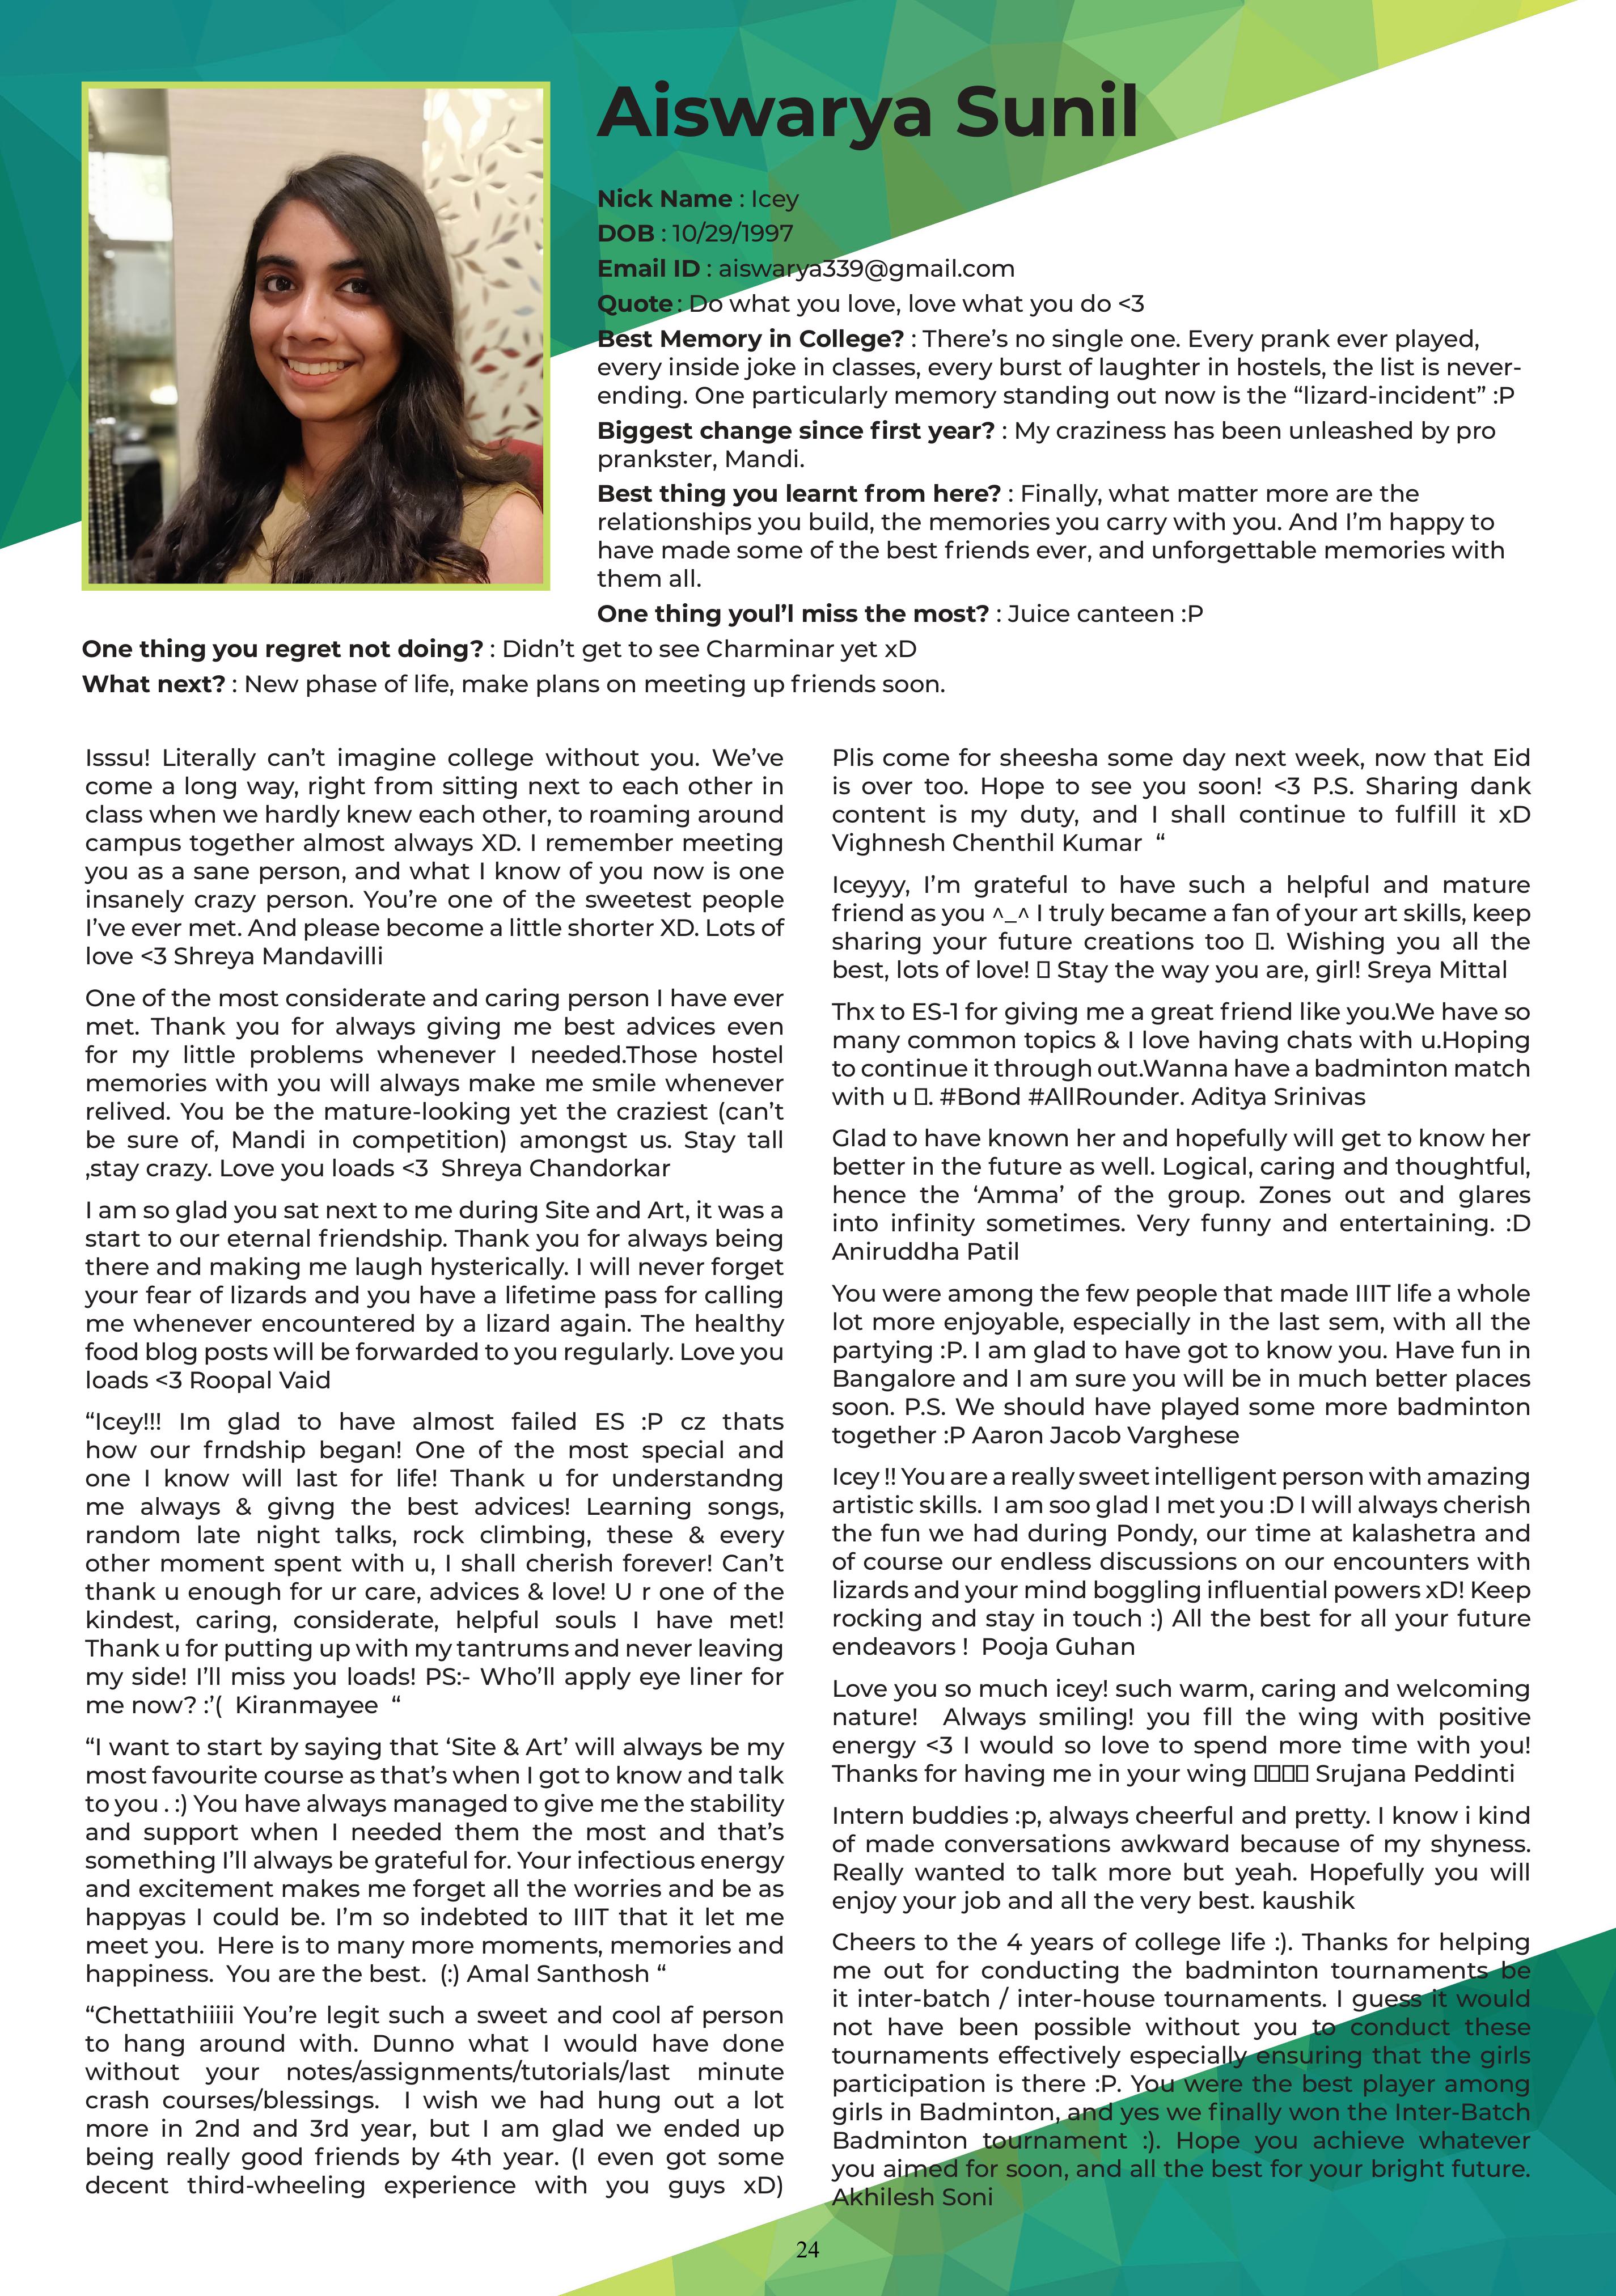 Aiswarya Sunil
Nick Name : Icey
DOB : 10/29/1997
Email ID : aiswarya339@gmail.com
Quote : Do what you love, love what you do <3
Best Memory in College? : There’s no single one. Every prank ever played,
every inside joke in classes, every burst of laughter in hostels, the list is never-
ending. One particularly memory standing out now is the “lizard-incident” :P
Biggest change since first year? : My craziness has been unleashed by pro
prankster, Mandi.
Best thing you learnt from here? : Finally, what matter more are the
relationships you build, the memories you carry with you. And I’m happy to
have made some of the best friends ever, and unforgettable memories with
them all.
One thing youl’l miss the most? : Juice canteen :P
One thing you regret not doing? : Didn’t get to see Charminar yet xD
What next? : New phase of life, make plans on meeting up friends soon.
Isssu! Literally can’t imagine college without you. We’ve
come a long way, right from sitting next to each other in
class when we hardly knew each other, to roaming around
campus together almost always XD. I remember meeting
you as a sane person, and what I know of you now is one
insanely crazy person. You’re one of the sweetest people
I’ve ever met. And please become a little shorter XD. Lots of
love <3 Shreya Mandavilli
One of the most considerate and caring person I have ever
met. Thank you for always giving me best advices even
for my little problems whenever I needed.Those hostel
memories with you will always make me smile whenever
relived. You be the mature-looking yet the craziest (can’t
be sure of, Mandi in competition) amongst us. Stay tall
,stay crazy. Love you loads <3 Shreya Chandorkar
I am so glad you sat next to me during Site and Art, it was a
start to our eternal friendship. Thank you for always being
there and making me laugh hysterically. I will never forget
your fear of lizards and you have a lifetime pass for calling
me whenever encountered by a lizard again. The healthy
food blog posts will be forwarded to you regularly. Love you
loads <3 Roopal Vaid
“Icey!!! Im glad to have almost failed ES :P cz thats
how our frndship began! One of the most special and
one I know will last for life! Thank u for understandng
me always & givng the best advices! Learning songs,
random late night talks, rock climbing, these & every
other moment spent with u, I shall cherish forever! Can’t
thank u enough for ur care, advices & love! U r one of the
kindest, caring, considerate, helpful souls I have met!
Thank u for putting up with my tantrums and never leaving
my side! I’ll miss you loads! PS:- Who’ll apply eye liner for
me now? :’( Kiranmayee “
“I want to start by saying that ‘Site & Art’ will always be my
most favourite course as that’s when I got to know and talk
to you . :) You have always managed to give me the stability
and support when I needed them the most and that’s
something I’ll always be grateful for. Your infectious energy
and excitement makes me forget all the worries and be as
happyas I could be. I’m so indebted to IIIT that it let me
meet you. Here is to many more moments, memories and
happiness. You are the best. (:) Amal Santhosh “
“Chettathiiiii You’re legit such a sweet and cool af person
to hang around with. Dunno what I would have done
without your notes/assignments/tutorials/last minute
crash courses/blessings. I wish we had hung out a lot
more in 2nd and 3rd year, but I am glad we ended up
being really good friends by 4th year. (I even got some
decent third-wheeling experience with you guys xD)
Plis come for sheesha some day next week, now that Eid
is over too. Hope to see you soon! <3 P.S. Sharing dank
content is my duty, and I shall continue to fulfill it xD
Vighnesh Chenthil Kumar “
Iceyyy, I’m grateful to have such a helpful and mature
friend as you ^_^ I truly became a fan of your art skills, keep
sharing your future creations too □. Wishing you all the
best, lots of love! □ Stay the way you are, girl! Sreya Mittal
Thx to ES-1 for giving me a great friend like you.We have so
many common topics & I love having chats with u.Hoping
to continue it through out.Wanna have a badminton match
with u □. #Bond #AllRounder. Aditya Srinivas
Glad to have known her and hopefully will get to know her
better in the future as well. Logical, caring and thoughtful,
hence the ‘Amma’ of the group. Zones out and glares
into infinity sometimes. Very funny and entertaining. :D
Aniruddha Patil
You were among the few people that made IIIT life a whole
lot more enjoyable, especially in the last sem, with all the
partying :P. I am glad to have got to know you. Have fun in
Bangalore and I am sure you will be in much better places
soon. P.S. We should have played some more badminton
together :P Aaron Jacob Varghese
Icey !! You are a really sweet intelligent person with amazing
artistic skills. I am soo glad I met you :D I will always cherish
the fun we had during Pondy, our time at kalashetra and
of course our endless discussions on our encounters with
lizards and your mind boggling influential powers xD! Keep
rocking and stay in touch :) All the best for all your future
endeavors ! Pooja Guhan
Love you so much icey! such warm, caring and welcoming
nature! Always smiling! you fill the wing with positive
energy <3 I would so love to spend more time with you!
Thanks for having me in your wing □□□□ Srujana Peddinti
Intern buddies :p, always cheerful and pretty. I know i kind
of made conversations awkward because of my shyness.
Really wanted to talk more but yeah. Hopefully you will
enjoy your job and all the very best. kaushik
Cheers to the 4 years of college life :). Thanks for helping
me out for conducting the badminton tournaments be
it inter-batch / inter-house tournaments. I guess it would
not have been possible without you to conduct these
tournaments effectively especially ensuring that the girls
participation is there :P. You were the best player among
girls in Badminton, and yes we finally won the Inter-Batch
Badminton tournament :). Hope you achieve whatever
you aimed for soon, and all the best for your bright future.
Akhilesh Soni
24